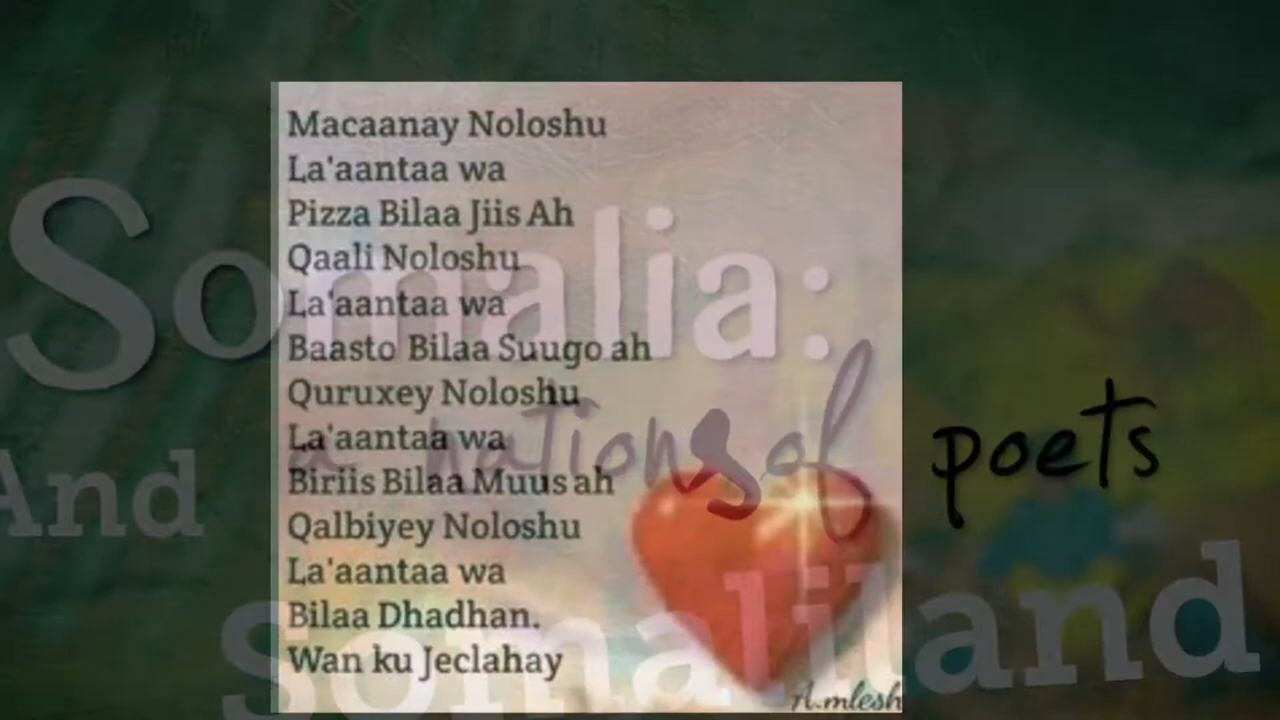 Macaanay Noloshu
La'aantaa wa
Pizza Bilaa Jiis Ah
Qaali Noloshu
La'aantaa wa
Baasto Bilaa Suugo ah
Quruxey Noloshu
La'aantaa wa
Biriis Bilaa Muus ah
Qalbiyey Noloshu
La'aantaa wa
Bilaa Dhadhan.
Wan ku Jeclahay
A.mlesh
Somalia:
a nations of poets
And
Somaliland